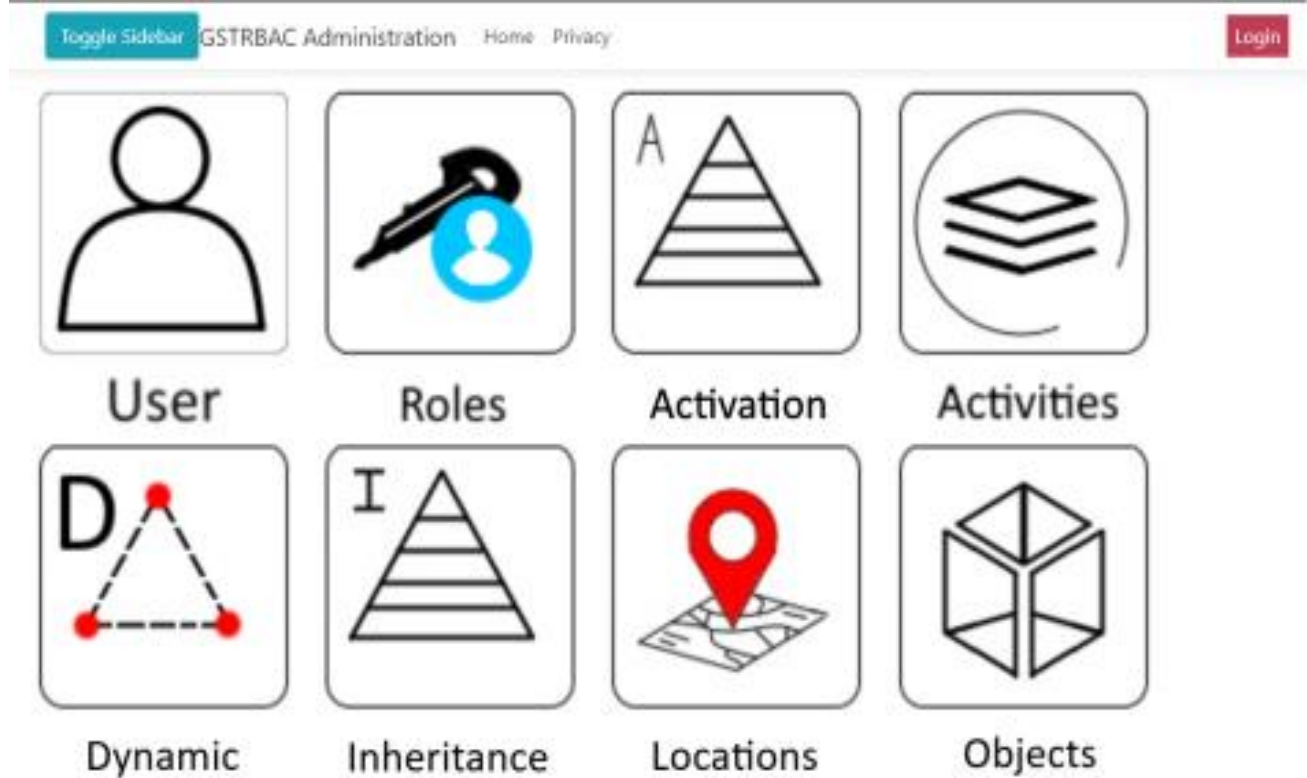 Toggle Sidebar GSTRBAC Administration Home Privacy Login
A
User Roles Activation Activities
D I
Dynamic Inheritance Locations Objects